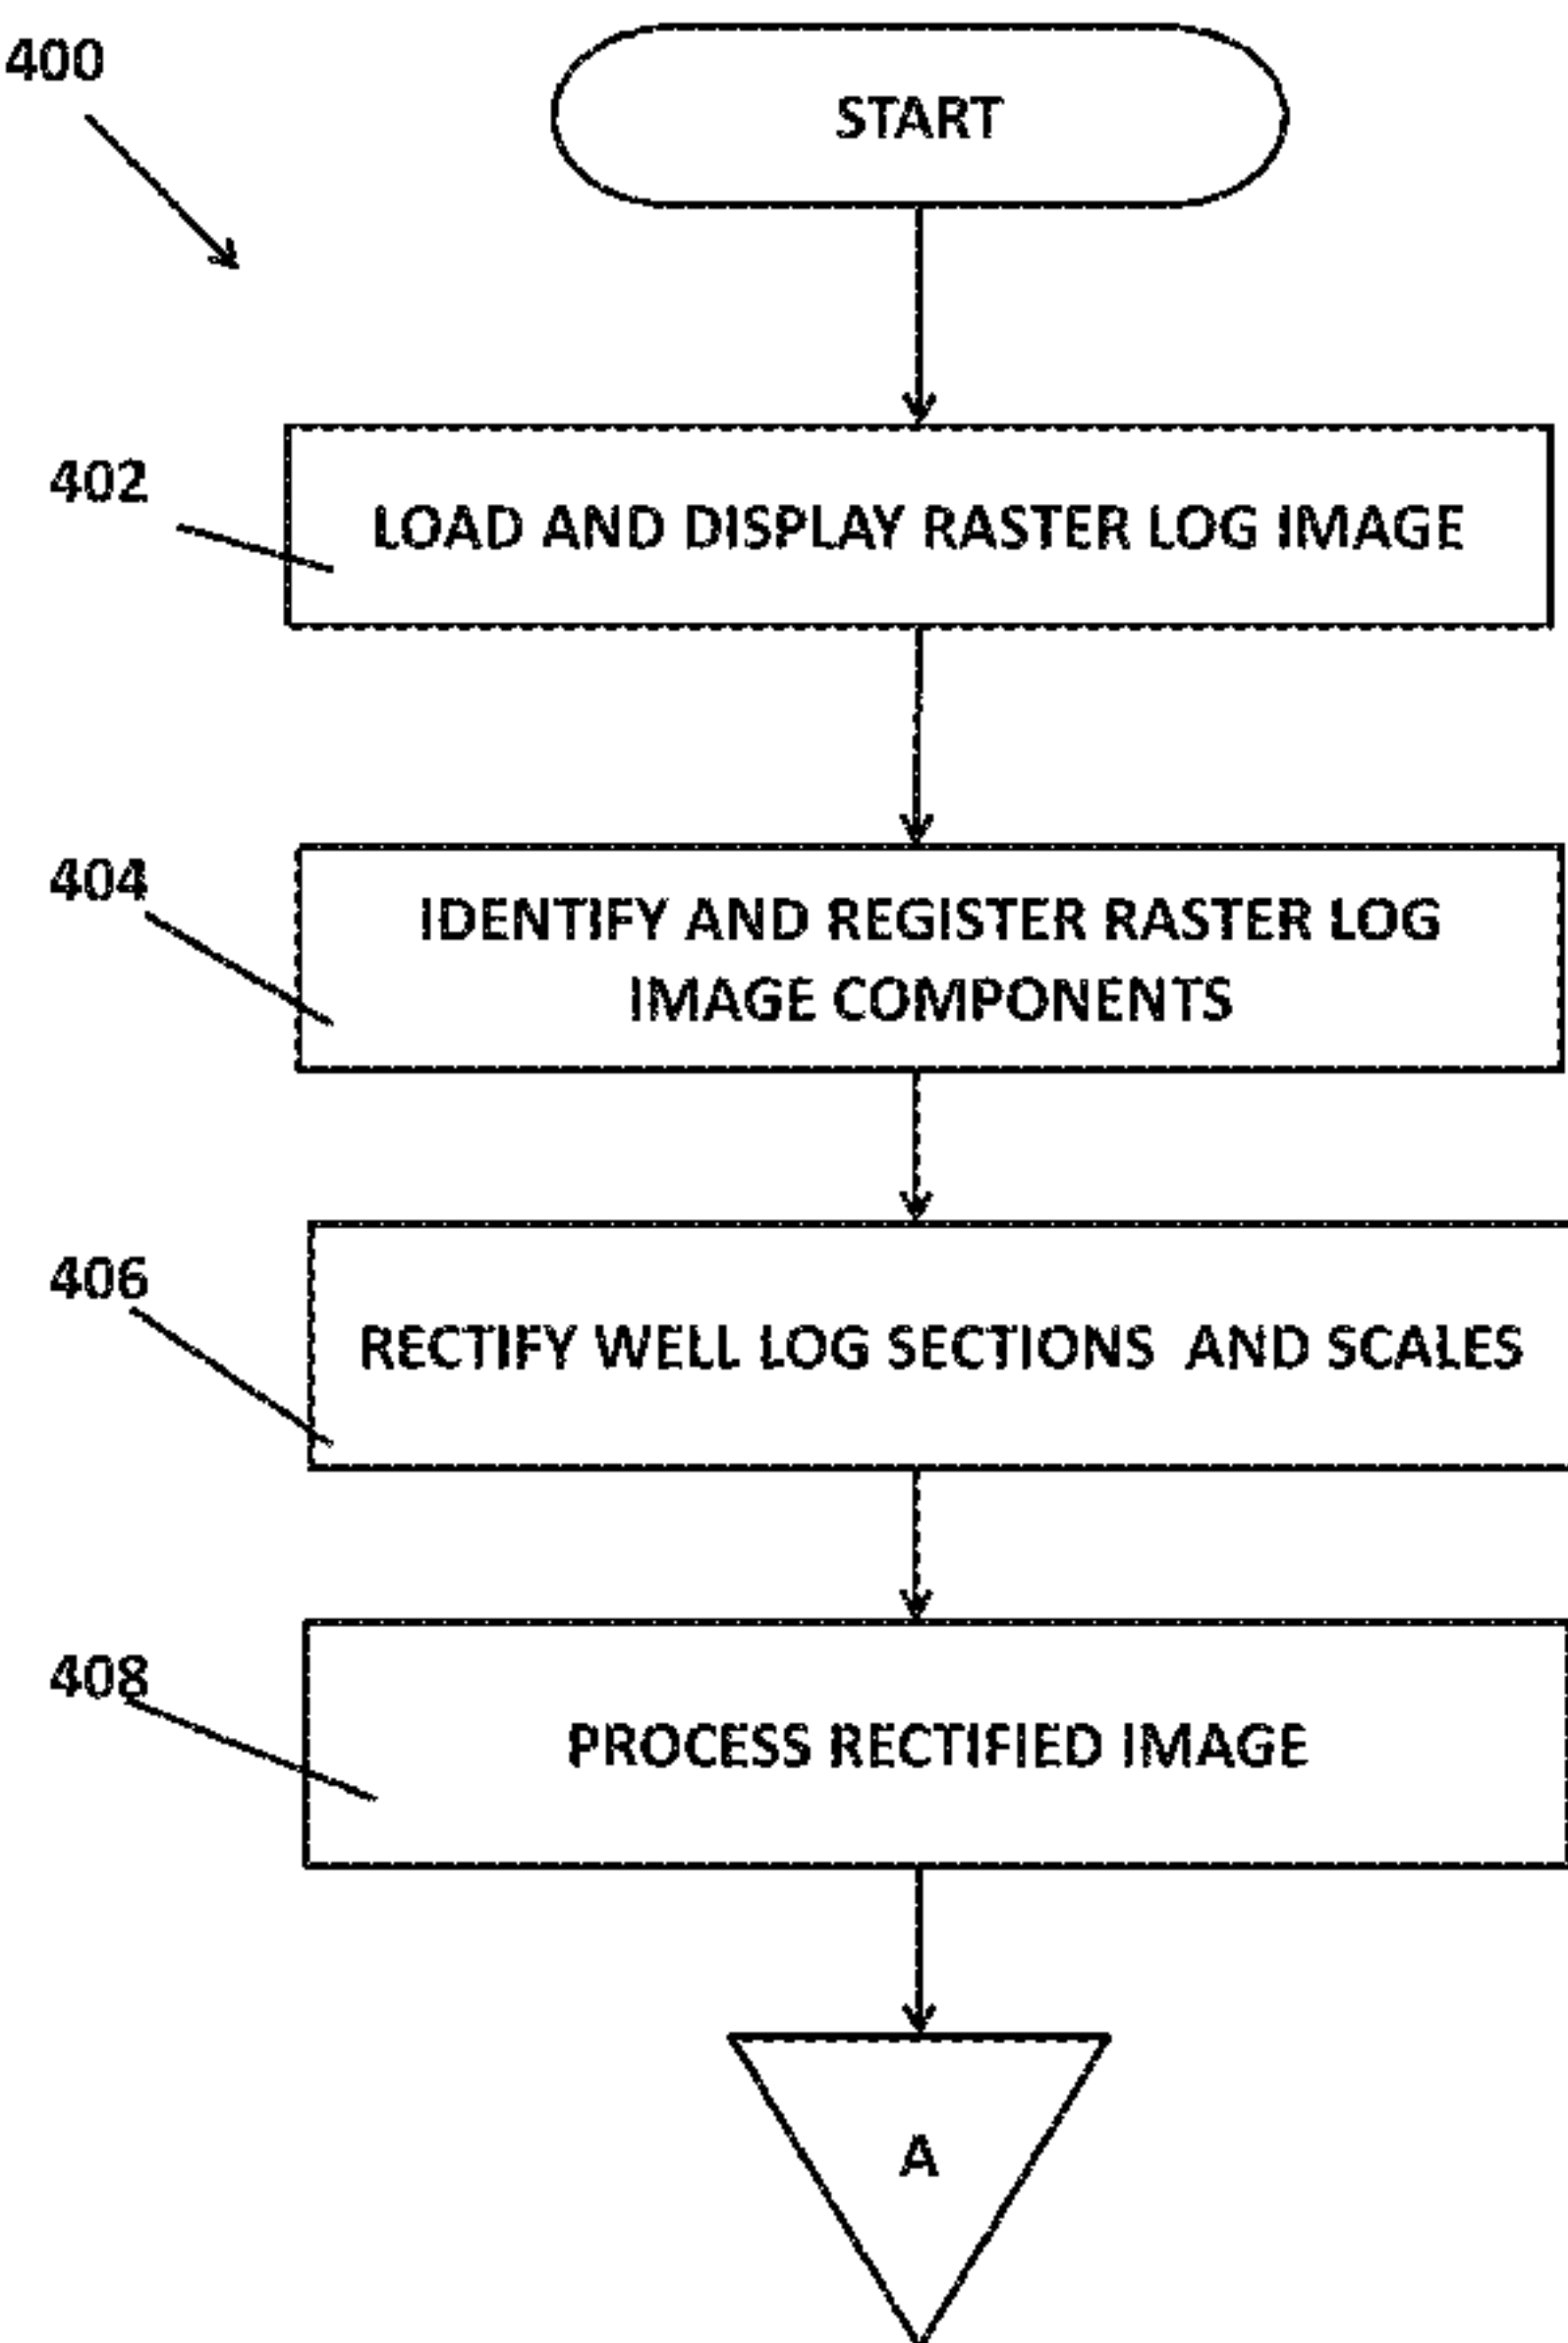 400
START
402
LOAD AND DISPLAY RASTER LOG IMAGE
404
IDENTIFY AND REGISTER RASTER LOG
IMAGE COMPONENTS
406
RECTIFY WELL LOG SECTIONS AND SCALES
408
PROCESS RECTIFIED IMAGE
A